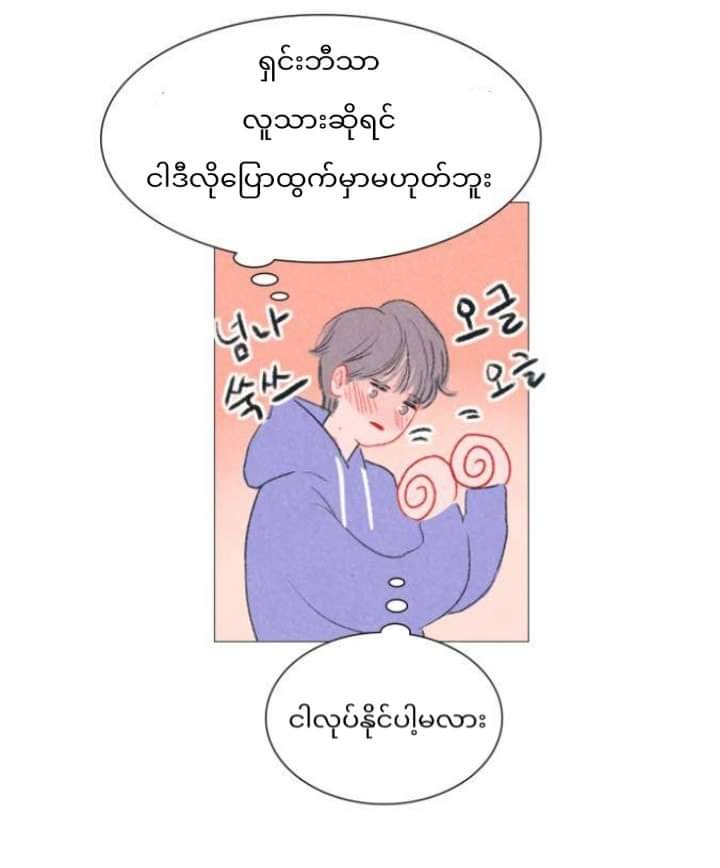 ရှင်းဘီသာ
လူသားဆိုရင်
ငါဒီလိုပြောထွက်မှာမဟုတ်ဘူး
넘나
쑥쓰
오글
오글
ငါလုပ်နိုင်ပါ့မလား